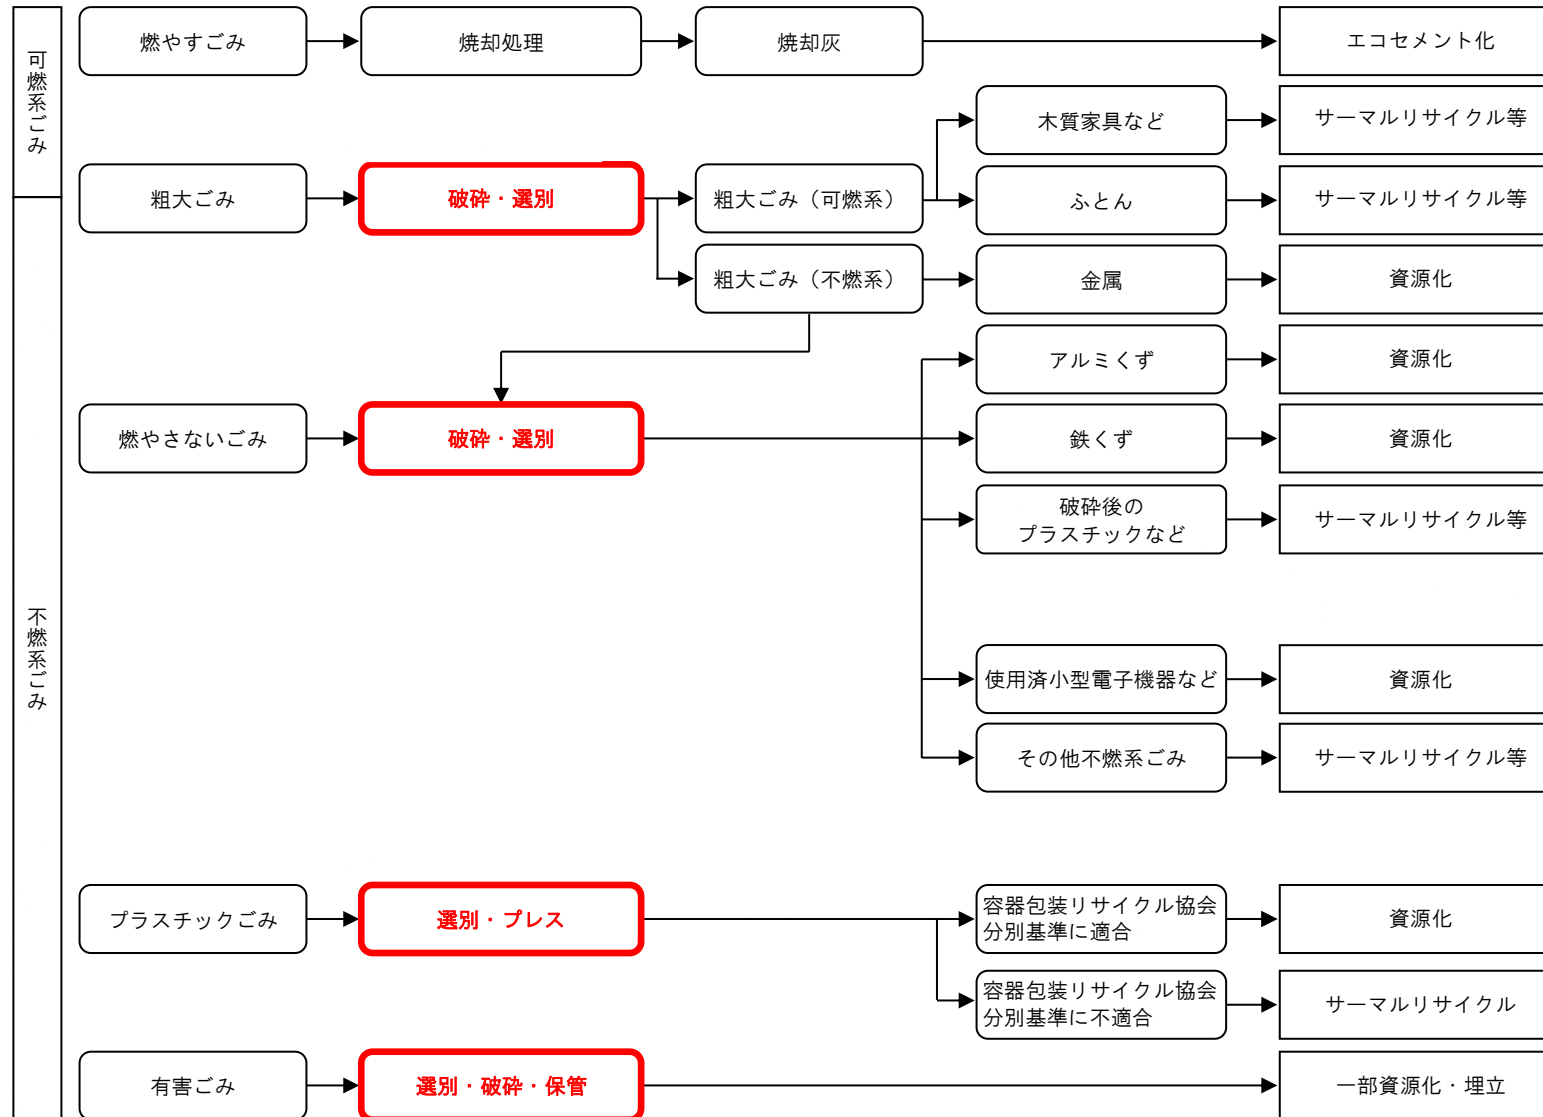 可燃系ごみ
燃やすごみ
焼却処理
焼却灰
エコセメント化
木質家具など
サーマルリサイクル等
粗大ごみ
破砕・選別
粗大ごみ（可燃系）
ふとん
サーマルリサイクル等
粗大ごみ（不燃系）
金属
資源化
アルミくず
資源化
不燃系ごみ
燃やさないごみ
破砕・選別
鉄くず
資源化
破砕後の
プラスチックなど
サーマルリサイクル等
使用済小型電子機器など
資源化
その他不燃系ごみ
サーマルリサイクル等
プラスチックごみ
選別・プレス
容器包装リサイクル協会
分別基準に適合
資源化
容器包装リサイクル協会
分別基準に不適合
サーマルリサイクル
有害ごみ
選別・破砕・保管
一部資源化・埋立